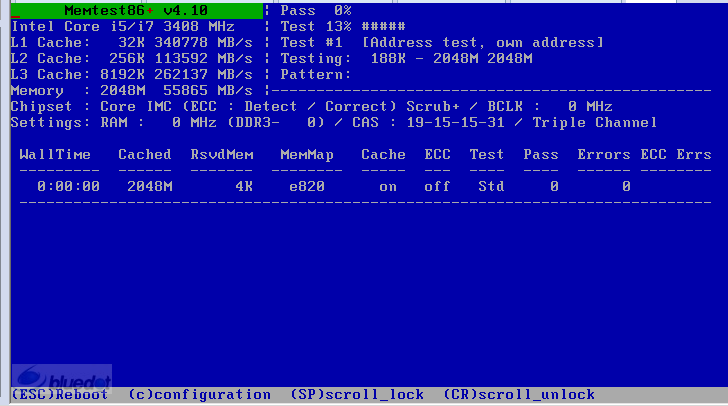 Memtest86+ v4.10 | Pass 0%
Intel Core i5/i7 3408 MHz | Test 13% #####
L1 Cache: 32K 340778 MB/s | Test #1 [Address test, own address]
L2 Cache: 256K 113592 MB/s | Testing: 188K - 2048M 2048M
L3 Cache: 8192K 262137 MB/s | Pattern:
Memory : 2048M 55865 MB/s |-------------------------------------------------
Chipset : Core IMC (ECC : Detect / Correct) Scrub+ / BCLK : 0 MHz
Settings: RAM : 0 MHz (DDR3- 0) / CAS : 19-15-15-31 / Triple Channel
WallTime Cached RsvdMem MemMap Cache ECC Test Pass Errors ECC Errs
--------- ------ ------- -------- ----- --- ---- ---- ------ --------
0:00:00 2048M 4K e820 on off Std 0 0
-----------------------------------------------------------------------------
bluedot
(ESC)Reboot (c)configuration (SP)scroll_lock (CR)scroll_unlock